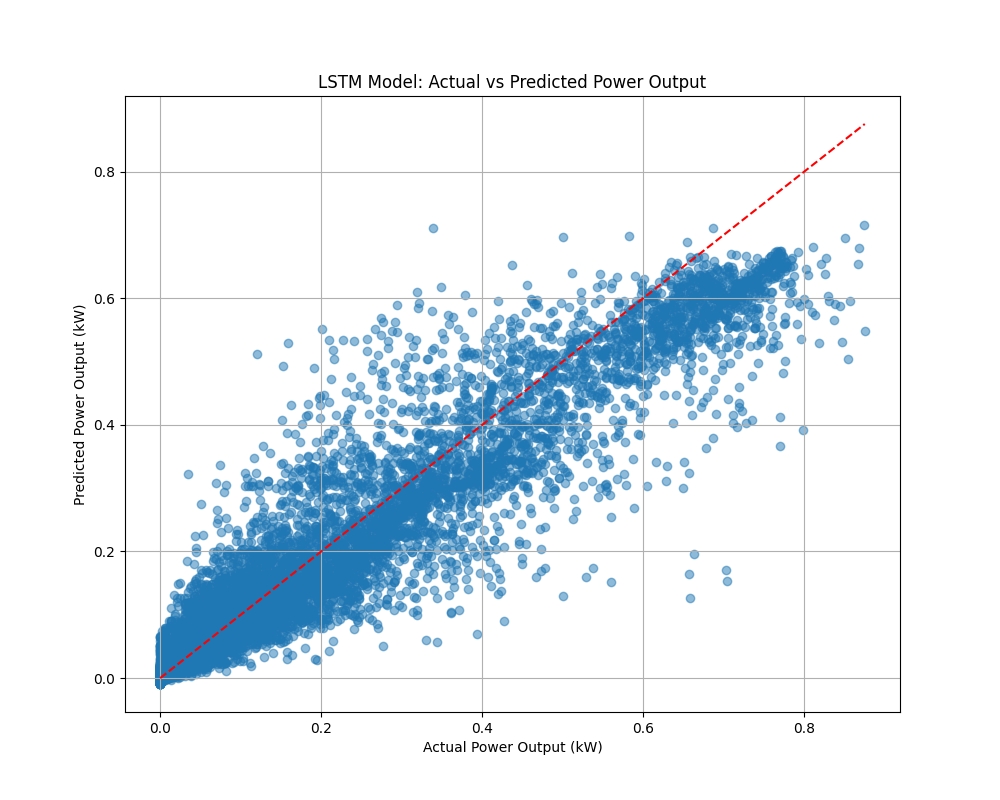 LSTM Model: Actual vs Predicted Power Output
0.8
0.6
0.4
0.2
0.0
Predicted Power Output (kW)
0.0 0.2 0.4 0.6 0.8
Actual Power Output (kW)